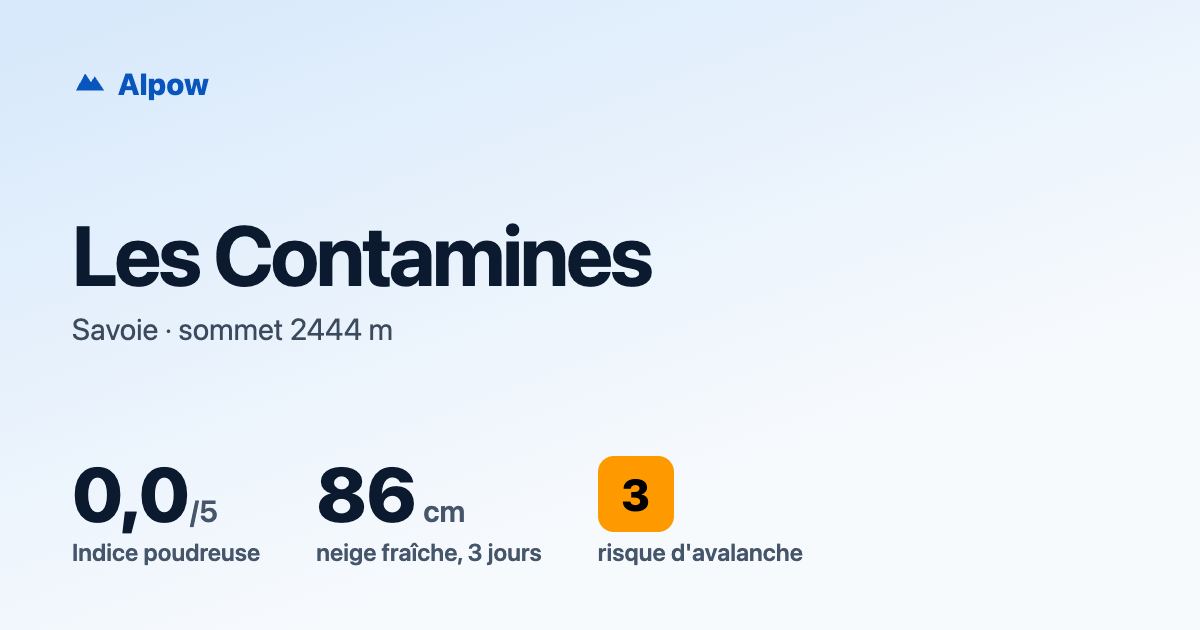 Alpow
Les Contamines
Savoie · sommet 2444 m
0,0/5
Indice poudreuse
86 cm
neige fraîche, 3 jours
3
risque d'avalanche